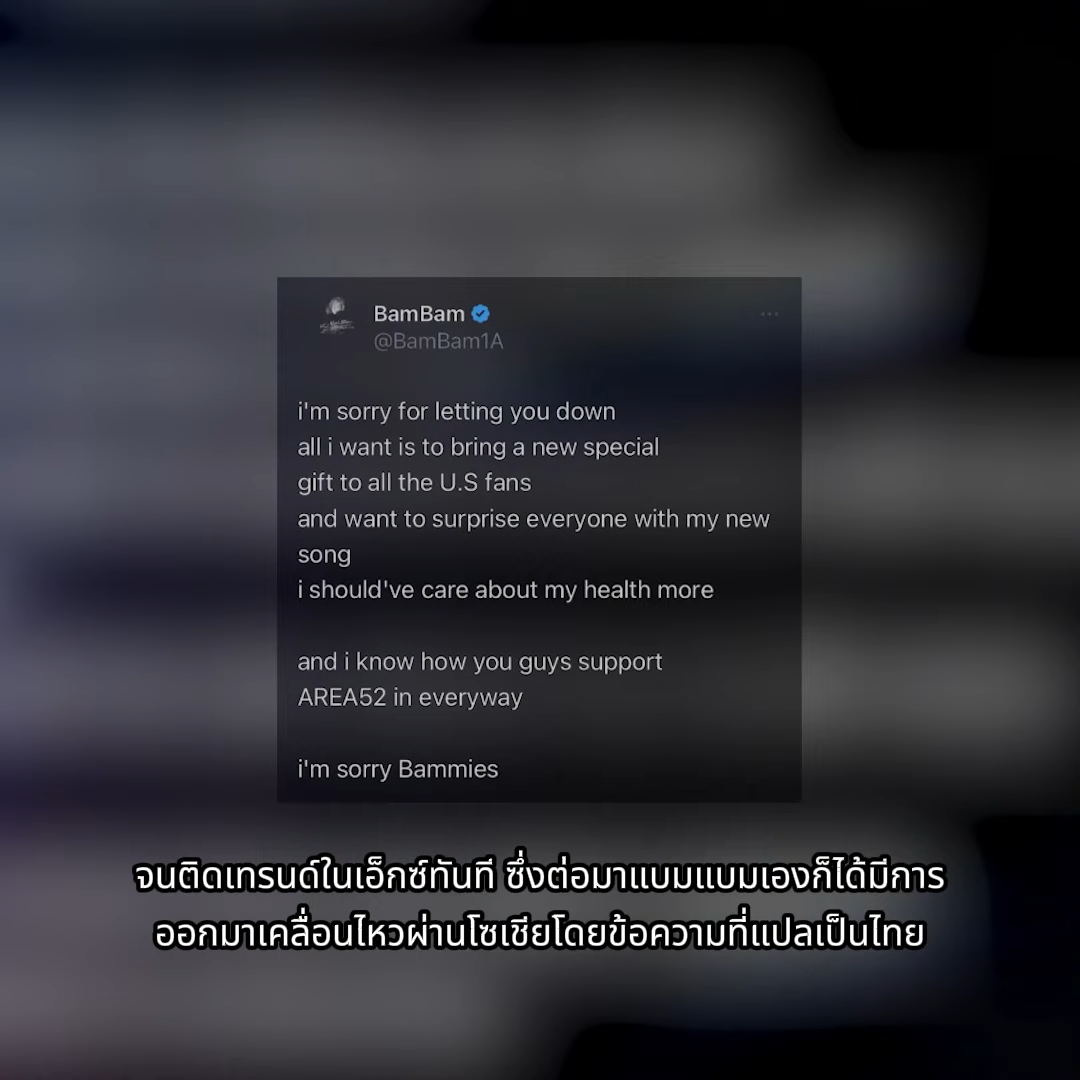 BamBam
@BamBam1A
i'm sorry for letting you down
all i want is to bring a new special
gift to all the U.S fans
and want to surprise everyone with my new
song
i should've care about my health more
and i know how you guys support
AREA52 in everyway
i'm sorry Bammies
จนติดเทรนด์ในเอ็กซ์ทันที ซึ่งต่อมาแบมแบมเองก็ได้มีการ
ออกมาเคลื่อนไหวผ่านโซเชียโดยข้อความที่แปลเป็นไทย